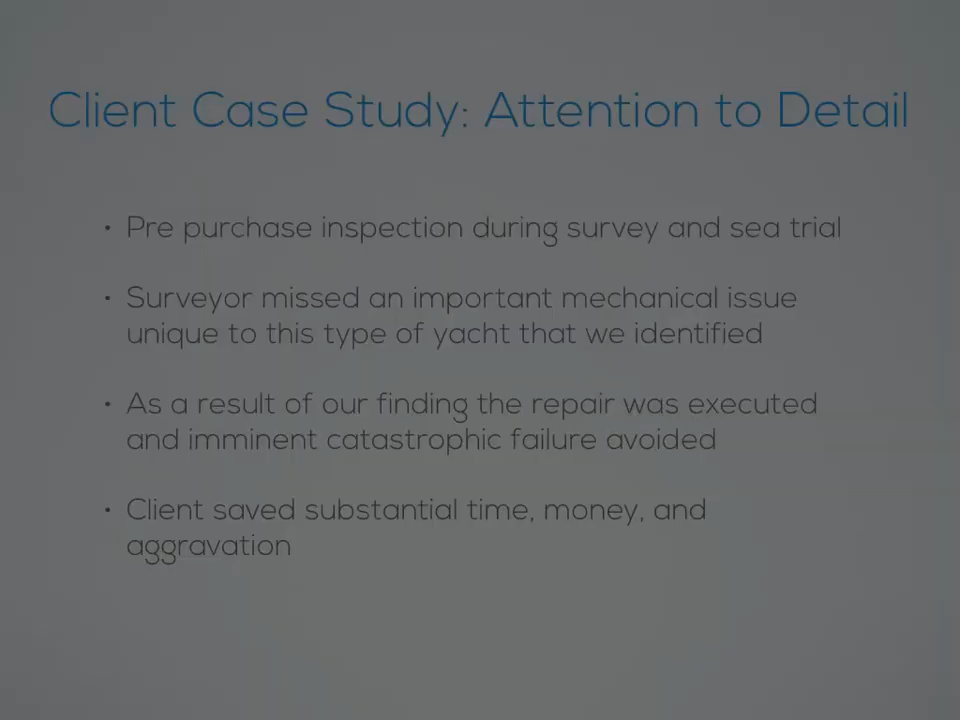 Client Case Study: Attention to Detail
• Pre purchase inspection during survey and sea trial
• Surveyor missed an important mechanical issue
unique to this type of yacht that we identified
• As a result of our finding the repair was executed
and imminent catastrophic failure avoided
• Client saved substantial time, money, and
aggravation